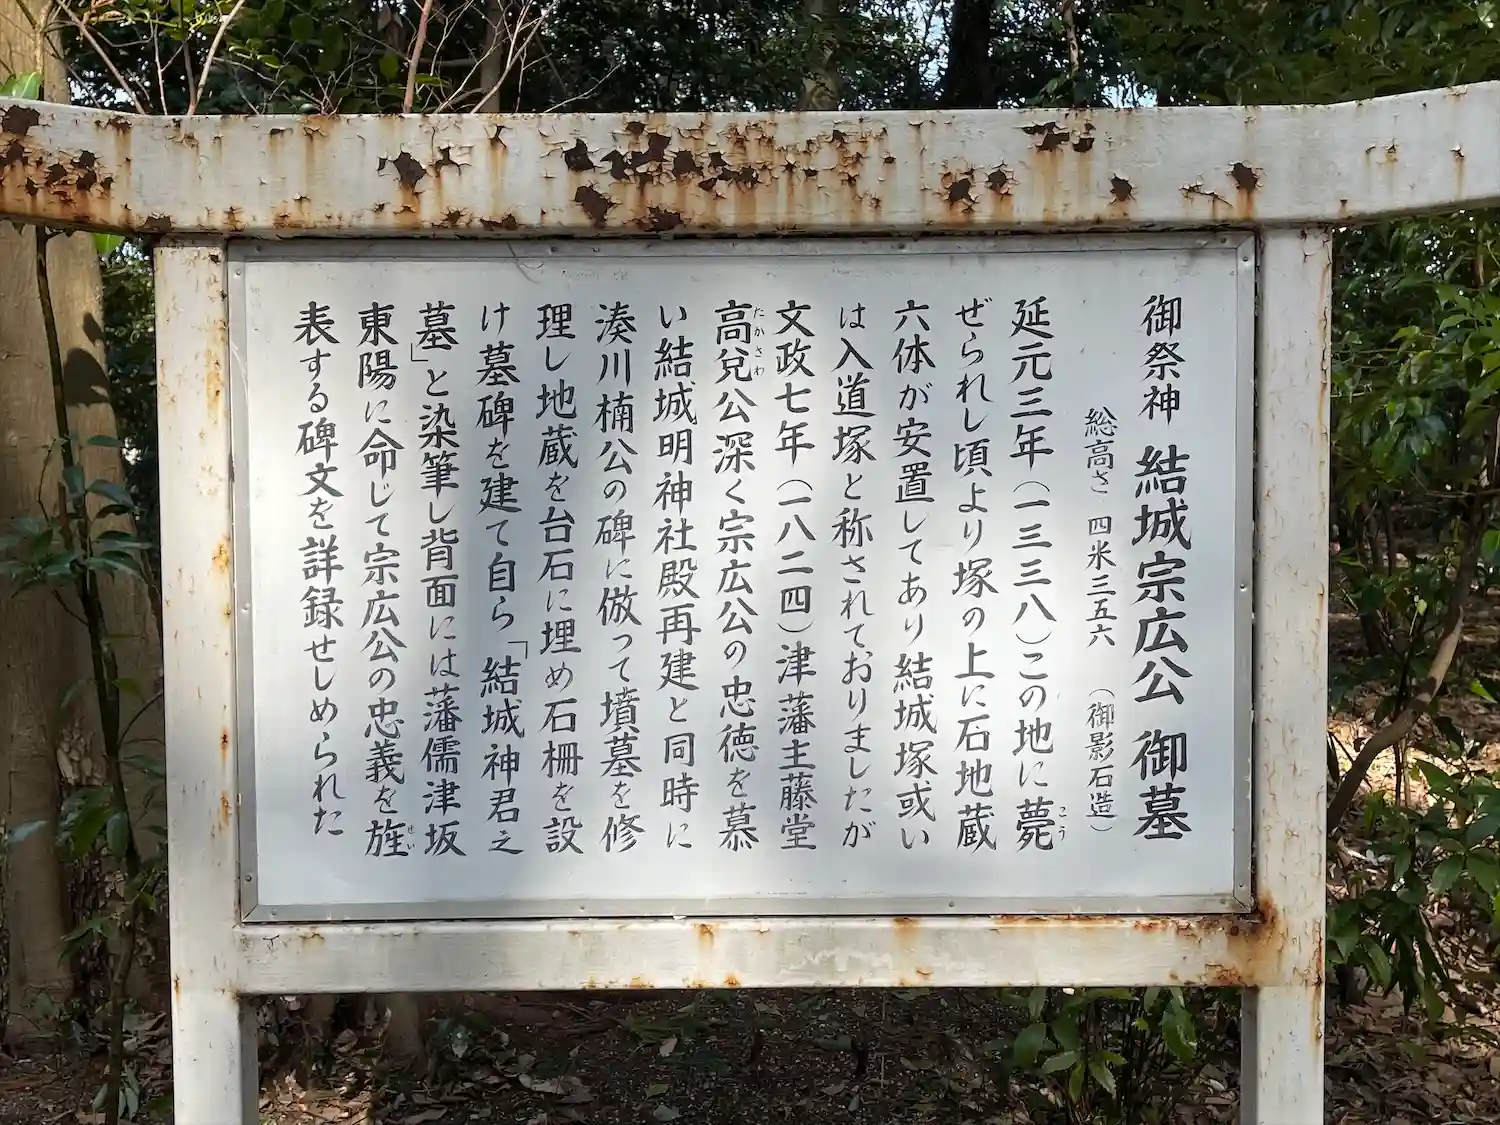 御祭神 結城宗広公 御墓
総高さ 四米三五六 (御影石造)
延元三年(一三三八)この地に薨こう
ぜられし頃より塚の上に石地蔵
六体が安置してあり結城塚或い
は入道塚と称されておりましたが
文政七年(一八二四)津藩主藤堂
高兌たかさわ公深く宗広公の忠徳を慕
い結城明神社殿再建と同時に
湊川楠公の碑に倣って墳墓を修
理し地蔵を台石に埋め石柵を設
け墓碑を建て自ら「結城神君之
墓」と染筆し背面には藩儒津坂
東陽に命じて宗広公の忠義を旌せい
表する碑文を詳録せしめられた